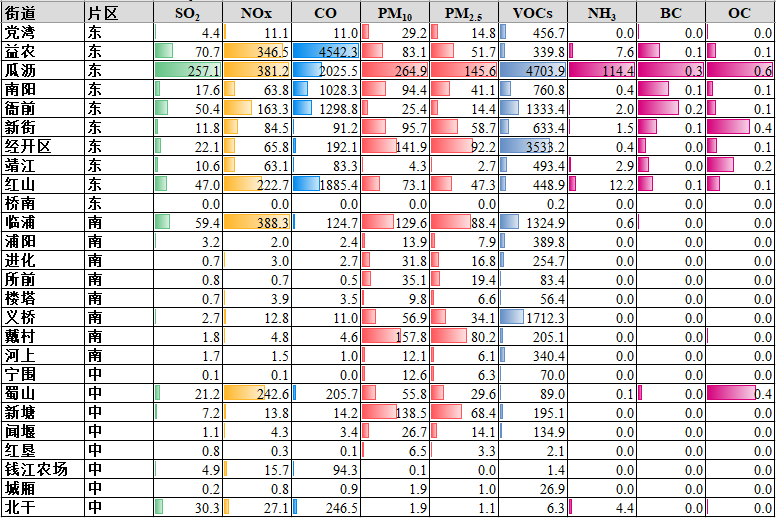 街道 片区 SO2 NOx CO PM10 PM2.5 VOCs NH3 BC OC
党湾 东 4.4 11.1 11.0 29.2 14.8 456.7 0.0 0.0 0.0
益农 东 70.7 346.5 4542.3 83.1 51.7 339.8 7.6 0.1 0.1
瓜沥 东 257.1 381.2 2025.5 264.9 145.6 4703.9 114.4 0.3 0.6
南阳 东 17.6 63.8 1028.3 94.4 41.1 760.8 0.4 0.1 0.1
衙前 东 50.4 163.3 1298.8 25.4 14.4 1333.4 2.0 0.2 0.1
新街 东 11.8 84.5 91.2 95.7 58.7 633.4 1.5 0.1 0.4
经开区 东 22.1 65.8 192.1 141.9 92.2 3533.2 0.4 0.0 0.1
靖江 东 10.6 63.1 83.3 4.3 2.7 493.4 2.9 0.0 0.2
红山 东 47.0 222.7 1885.4 73.1 47.3 448.9 12.2 0.1 0.1
桥南 东 0.0 0.0 0.0 0.0 0.0 0.2 0.0 0.0 0.0
临浦 南 59.4 388.3 124.7 129.6 88.4 1324.9 0.6 0.0 0.0
浦阳 南 3.2 2.0 2.4 13.9 7.9 389.8 0.0 0.0 0.0
进化 南 0.7 3.0 2.7 31.8 16.8 254.7 0.0 0.0 0.0
所前 南 0.8 0.7 0.5 35.1 19.4 83.4 0.0 0.0 0.0
楼塔 南 0.7 3.9 3.5 9.8 6.6 56.4 0.0 0.0 0.0
义桥 南 2.7 12.8 11.0 56.9 34.1 1712.3 0.0 0.0 0.0
戴村 南 1.8 4.8 4.6 157.8 80.2 205.1 0.0 0.0 0.0
河上 南 1.7 1.5 1.0 12.1 6.1 340.4 0.0 0.0 0.0
宁围 中 0.1 0.1 0.0 12.6 6.3 70.0 0.0 0.0 0.0
蜀山 中 21.2 242.6 205.7 55.8 29.6 89.0 0.1 0.0 0.4
新塘 中 7.2 13.8 14.2 138.5 68.4 195.1 0.0 0.0 0.0
闻堰 中 1.1 4.3 3.4 26.7 14.1 134.9 0.0 0.0 0.0
红垦 中 0.8 0.3 0.1 6.5 3.3 2.1 0.0 0.0 0.0
钱江农场 中 4.9 15.7 94.3 0.1 0.0 1.4 0.0 0.0 0.0
城厢 中 0.2 0.8 0.9 1.9 1.0 26.9 0.0 0.0 0.0
北干 中 30.3 27.1 246.5 1.9 1.1 6.3 4.4 0.0 0.0